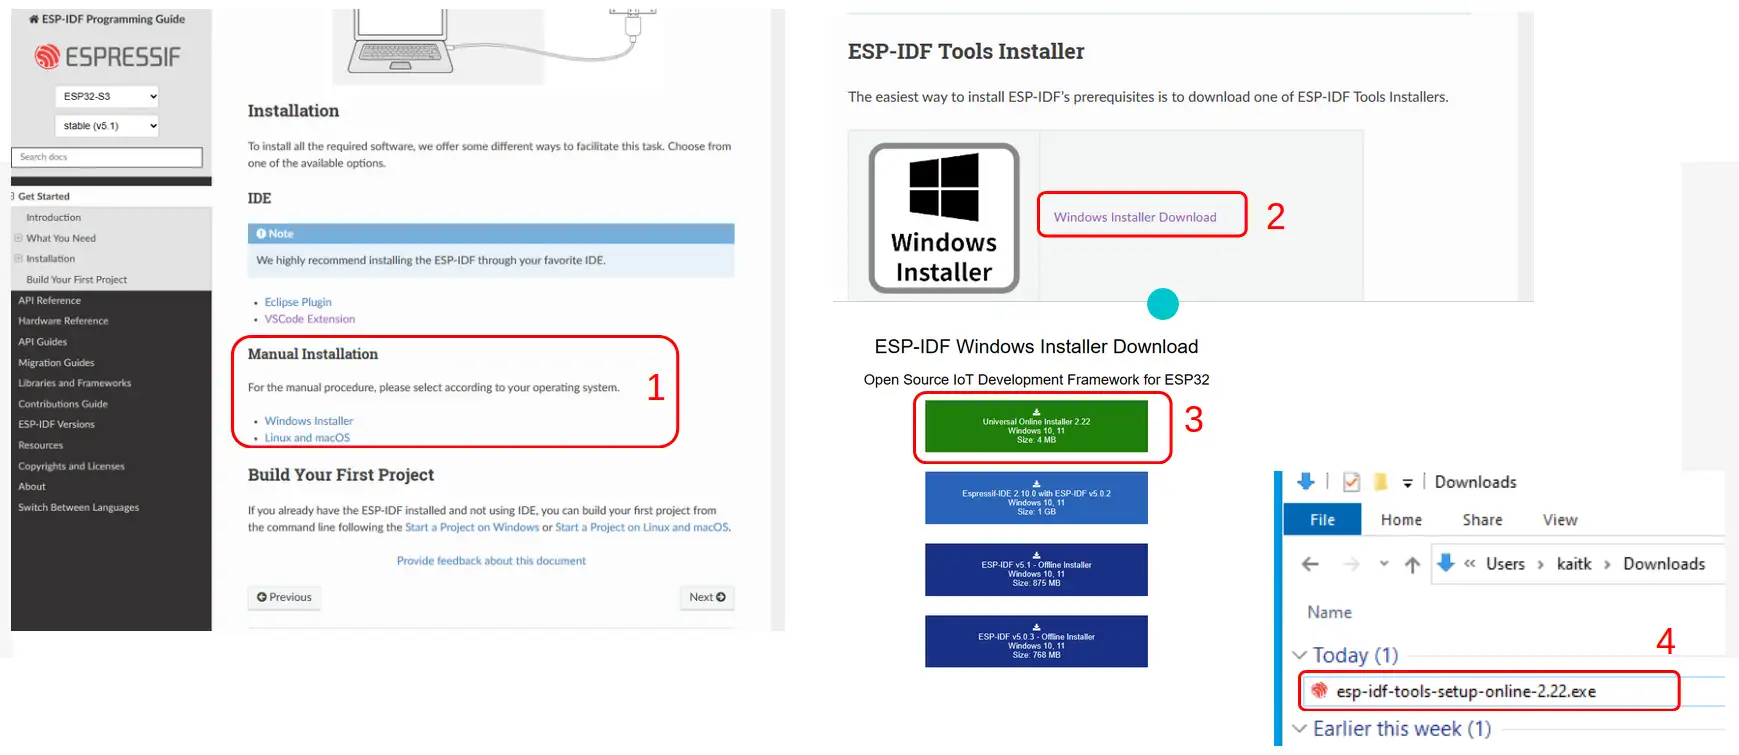 ESP-IDF Programming Guide
ESPRESSIF
ESP32-S3
stable (v5.1)
Search docs
Get Started
Introduction
What You Need
Installation
Build Your First Project
API Reference
Hardware Reference
API Guides
Migration Guides
Libraries and Frameworks
Contributions Guide
ESP-IDF Versions
Resources
Copyrights and Licenses
About
Switch Between Languages
Installation
To install all the required software, we offer some different ways to facilitate this task. Choose from
one of the available options.
IDE
Note
We highly recommend installing the ESP-IDF through your favorite IDE.
Eclipse Plugin
VSCode Extension
Manual Installation
For the manual procedure, please select according to your operating system.
1
Windows Installer
Linux and macOS
Build Your First Project
If you already have the ESP-IDF installed and not using IDE, you can build your first project from
the command line following the Start a Project on Windows or Start a Project on Linux and macOS.
Provide feedback about this document
Previous
Next
ESP-IDF Tools Installer
The easiest way to install ESP-IDF's prerequisites is to download one of ESP-IDF Tools Installers.
Windows
Installer
Windows Installer Download
2
ESP-IDF Windows Installer Download
Open Source IoT Development Framework for ESP32
Universal Online Installer 2.22
Windows 10, 11
Size: 4 MB
3
Espressif-IDE 2.10.0 with ESP-IDF v5.0.2
Windows 10, 11
Size: 1 GB
ESP-IDF v5.1 - Offline Installer
Windows 10, 11
Size: 875 MB
ESP-IDF v5.0.3 - Offline Installer
Windows 10, 11
Size: 768 MB
Downloads
File Home Share View
« Users › kaitk › Downloads
Name
Today (1)
4
esp-idf-tools-setup-online-2.22.exe
Earlier this week (1)